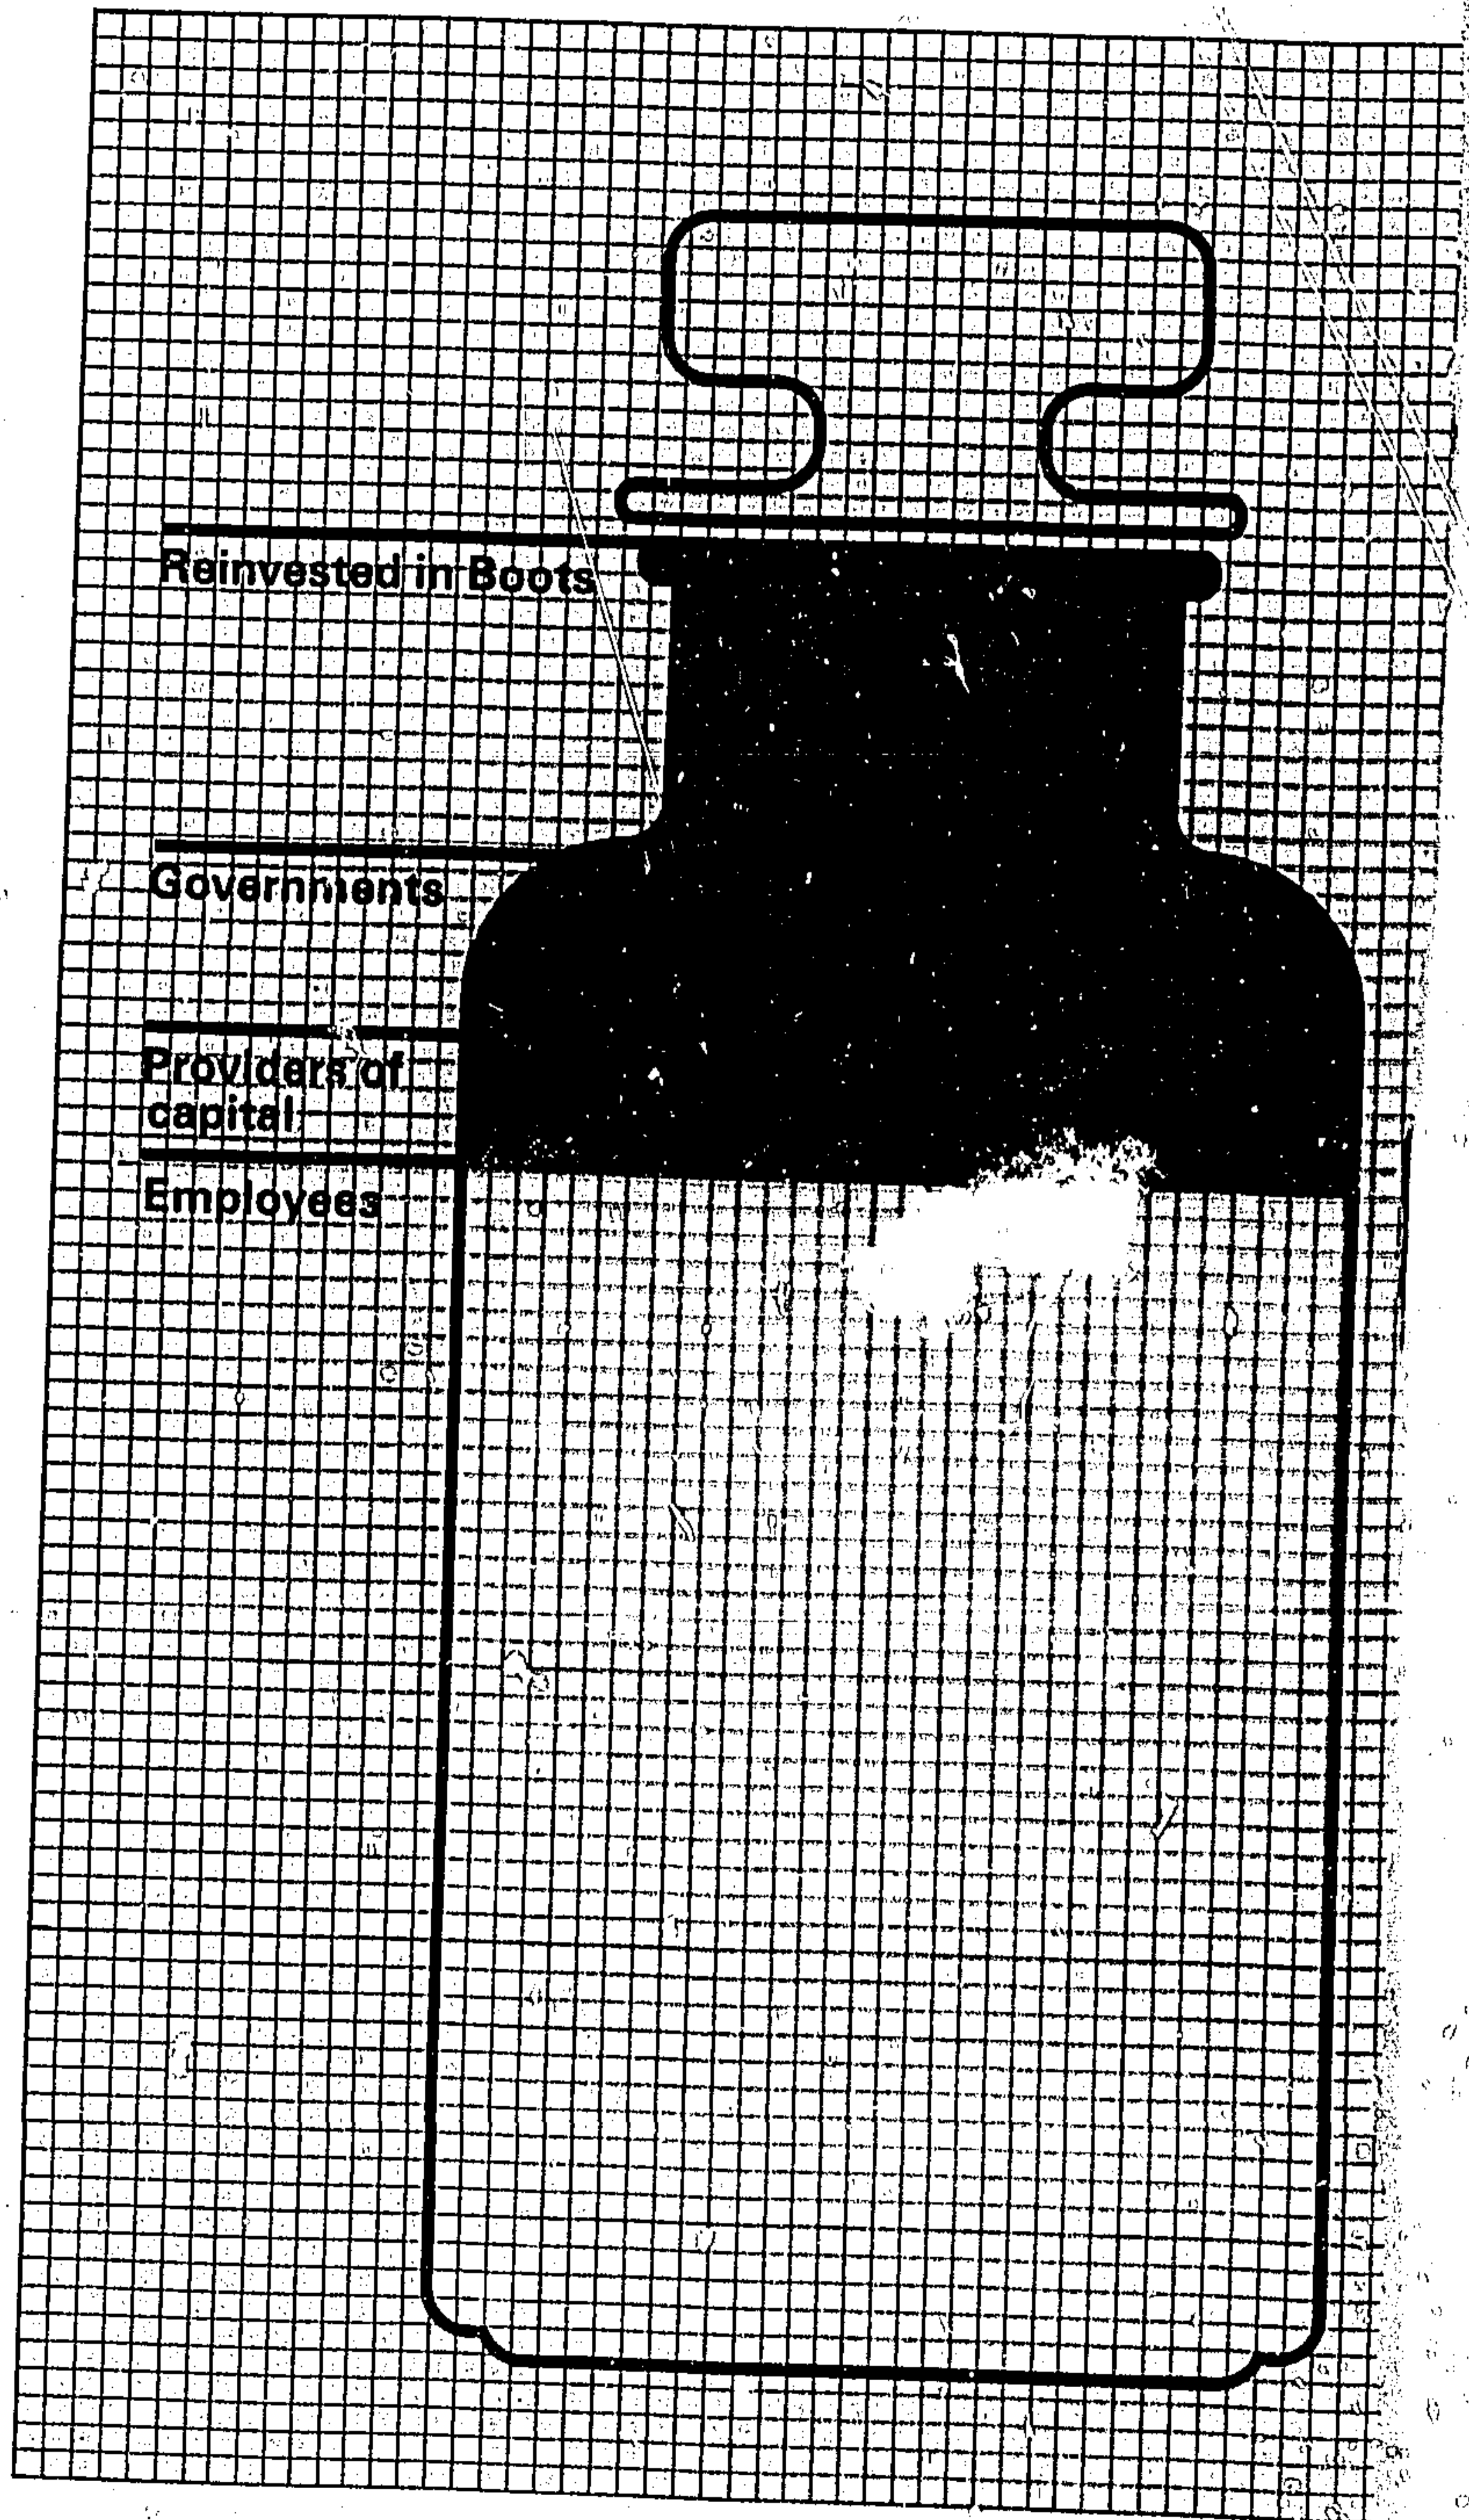 Reinvested in Boots
Governments
Providers of
capital
Employees